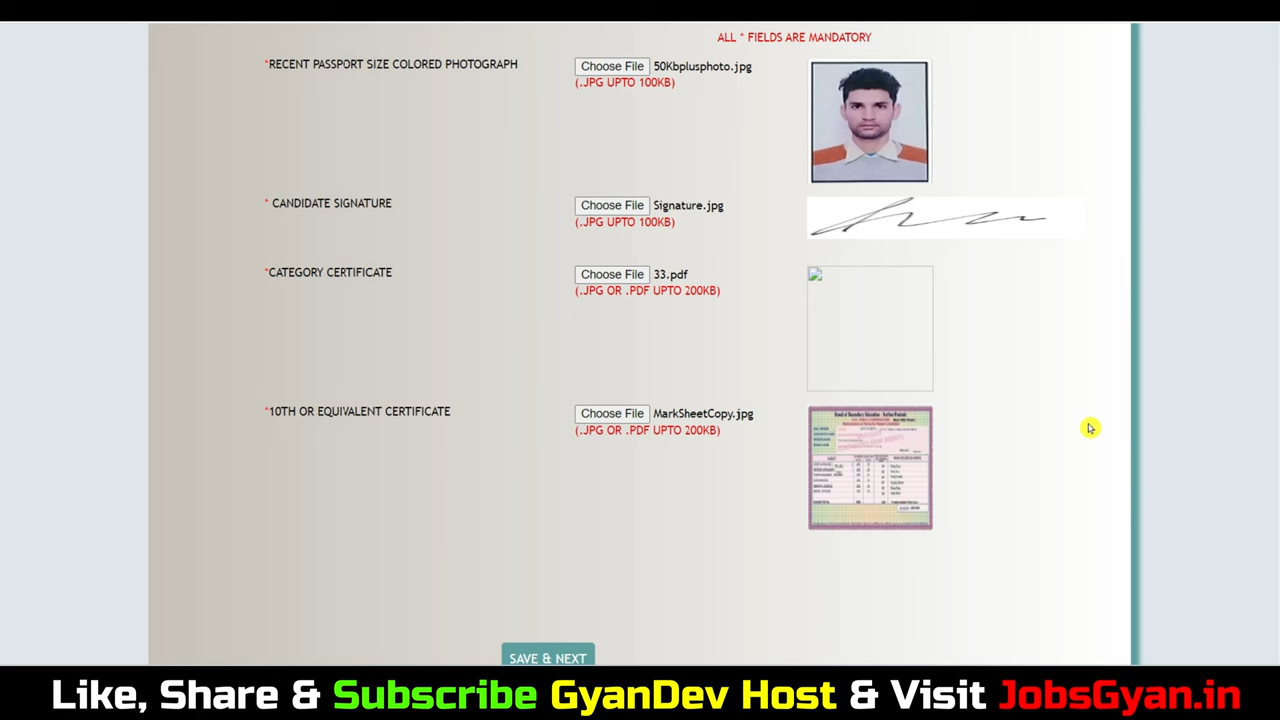 ALL * FIELDS ARE MANDATORY
*RECENT PASSPORT SIZE COLORED PHOTOGRAPH
Choose File 50Kbplusphoto.jpg
(.JPG UPTO 100KB)
* CANDIDATE SIGNATURE
Choose File Signature.jpg
(.JPG UPTO 100KB)
*CATEGORY CERTIFICATE
Choose File 33.pdf
(.JPG OR .PDF UPTO 200KB)
*10TH OR EQUIVALENT CERTIFICATE
Choose File MarkSheetCopy.jpg
(.JPG OR .PDF UPTO 200KB)
SAVE & NEXT
Like, Share & Subscribe GyanDev Host & Visit JobsGyan.in